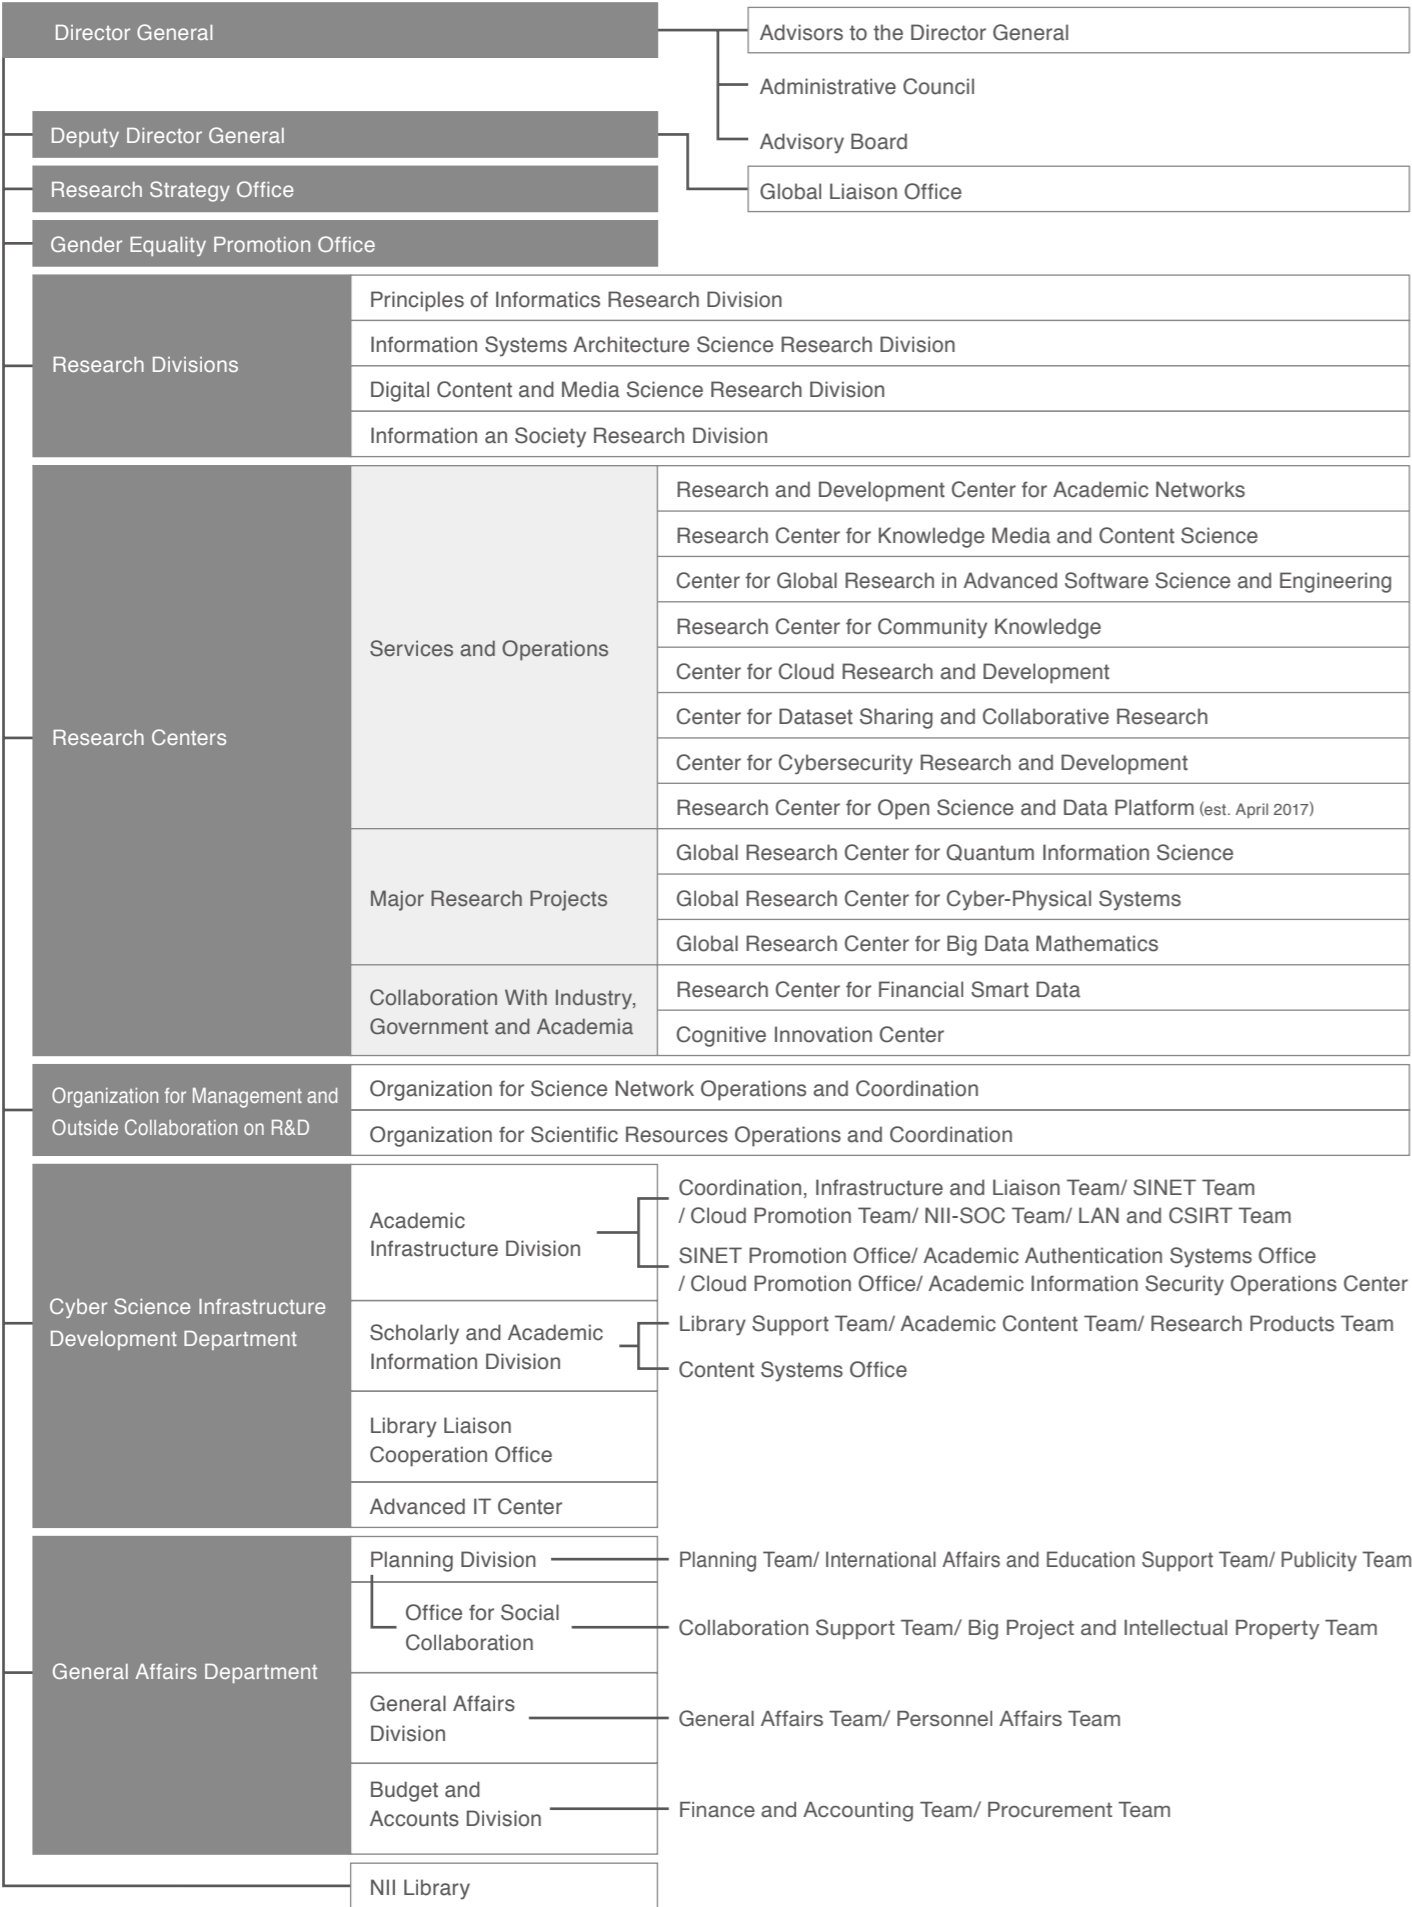 Director General
Advisors to the Director General
Administrative Council
Advisory Board
Deputy Director General
Global Liaison Office
Research Strategy Office
Gender Equality Promotion Office
Research Divisions
Principles of Informatics Research Division
Information Systems Architecture Science Research Division
Digital Content and Media Science Research Division
Information an Society Research Division
Research Centers
Services and Operations
Research and Development Center for Academic Networks
Research Center for Knowledge Media and Content Science
Center for Global Research in Advanced Software Science and Engineering
Research Center for Community Knowledge
Center for Cloud Research and Development
Center for Dataset Sharing and Collaborative Research
Center for Cybersecurity Research and Development
Research Center for Open Science and Data Platform (est. April 2017)
Major Research Projects
Global Research Center for Quantum Information Science
Global Research Center for Cyber-Physical Systems
Global Research Center for Big Data Mathematics
Collaboration With Industry,
Government and Academia
Research Center for Financial Smart Data
Cognitive Innovation Center
Organization for Management and
Outside Collaboration on R&D
Organization for Science Network Operations and Coordination
Organization for Scientific Resources Operations and Coordination
Cyber Science Infrastructure
Development Department
Academic
Infrastructure Division
Coordination, Infrastructure and Liaison Team/ SINET Team
/ Cloud Promotion Team/ NII-SOC Team/ LAN and CSIRT Team
SINET Promotion Office/ Academic Authentication Systems Office
/ Cloud Promotion Office/ Academic Information Security Operations Center
Scholarly and Academic
Information Division
Library Support Team/ Academic Content Team/ Research Products Team
Content Systems Office
Library Liaison
Cooperation Office
Advanced IT Center
General Affairs Department
Planning Division
Planning Team/ International Affairs and Education Support Team/ Publicity Team
Office for Social
Collaboration
Collaboration Support Team/ Big Project and Intellectual Property Team
General Affairs
Division
General Affairs Team/ Personnel Affairs Team
Budget and
Accounts Division
Finance and Accounting Team/ Procurement Team
NII Library